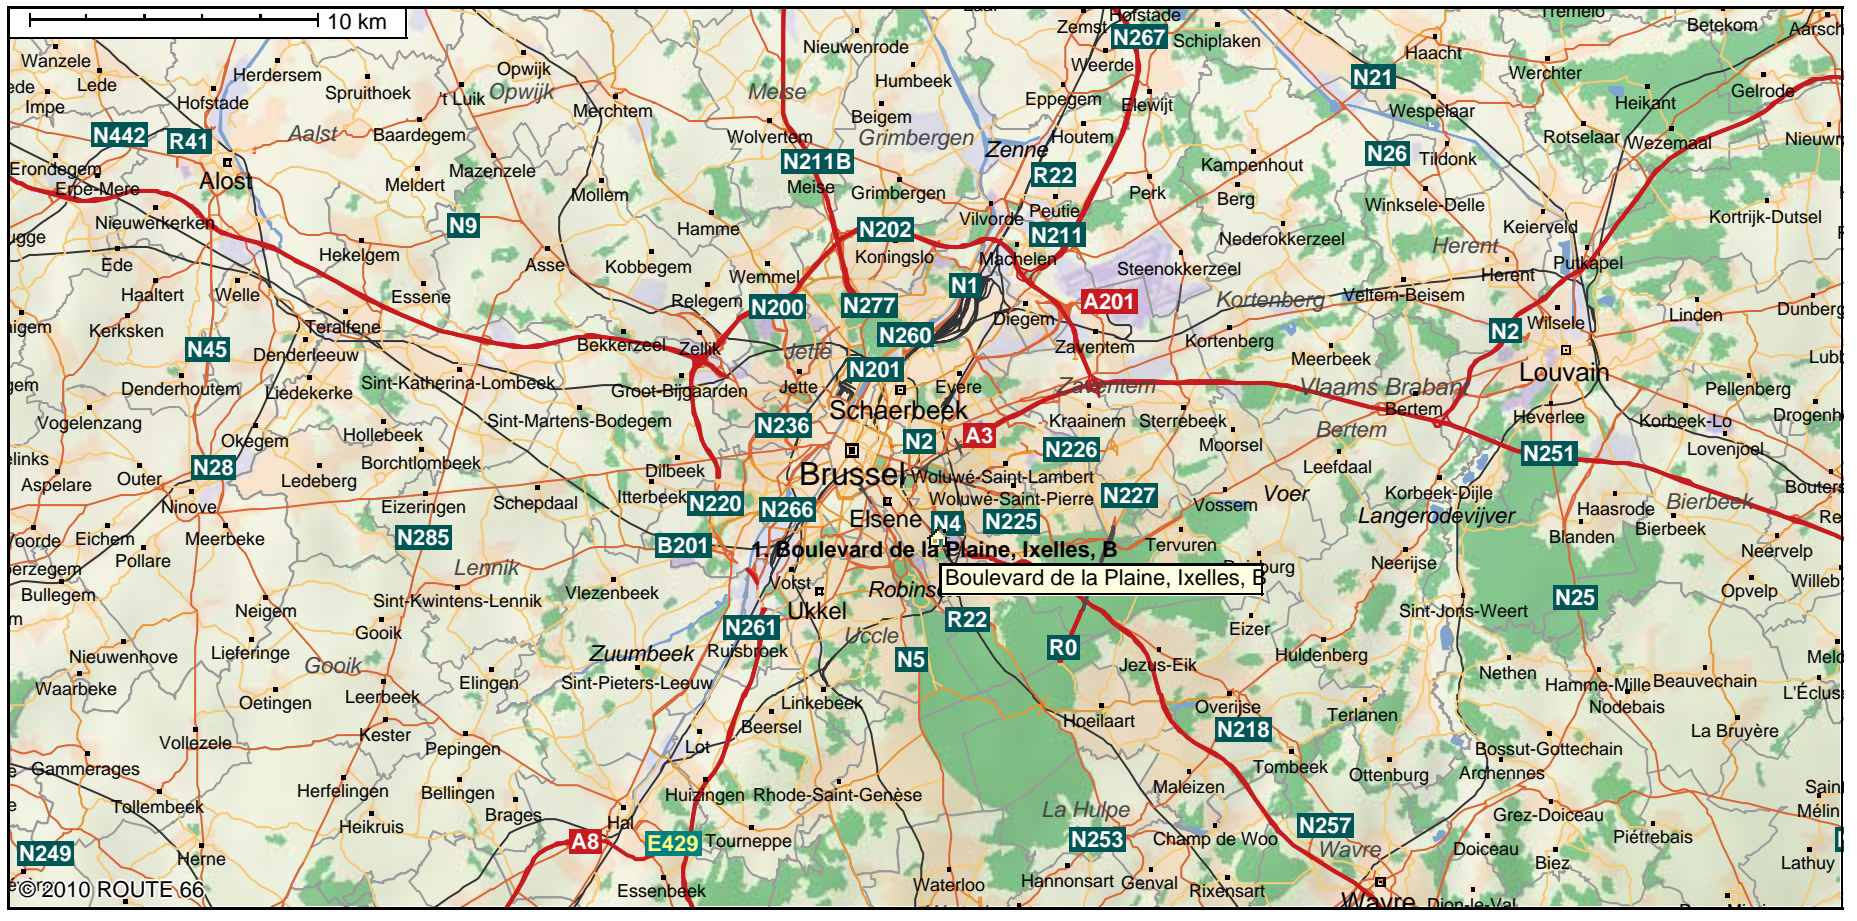 10 km
Laar
Hofstade
Tremelo
Betekom
Aarsch
Zemst
N267
Schiplaken
Nieuwenrode
Haacht
Wanzele
Herdersem
Opwijk
Humbeek
Weerde
N21
Werchter
Lede
Impe
Hofstade
Spruithoek
't Luik
Opwijk
Merchtem
Meise
Beigem
Eppegem
Elewijt
Wespelaar
Heikant
Gelrode
N442
R41
Aalst
Baardegem
Wolvertem
Grimbergen
Houtem
Rotselaar
Wezemaal
Nieuwr
Zenne
N26
Tildonk
Erondegem
Alost
Mazenzele
N211B
R22
Kampenhout
Erpe-Mere
Meldert
Mollem
Meise
Grimbergen
Perk
Berg
Winksele-Delle
Nieuwerkerken
N9
Hamme
Vilvorde
Peutie
Keierveld
Kortrijk-Dutsel
N202
N211
Nederokkerzeel
Herent
Hekelgem
Asse
Kobbegem
Koningslo
Machelen
Steenokkerzeel
Putkapel
Ede
Wemmel
Herent
Haaltert
Welle
Essene
Relegem
N200
N277
N1
A201
Kortenberg
Veltem-Beisem
Dunberg
Kerksken
Teralfene
N260
Diegem
N2
Wilsele
Linden
N45
Denderleeuw
Bekkerzeel
Zellik
Jette
Zaventem
Kortenberg
Meerbeek
N201
Louvain
Denderhoutem
Liedekerke
Sint-Katherina-Lombeek
Groot-Bijgaarden
Jette
Evere
Zaventem
Vlaams Brabant
Pellenberg
Vogelenzang
Sint-Martens-Bodegem
Schaerbeek
Kraainem
Sterrebeek
Bertem
Heverlee
Korbeek-Lo
Drogenh
Okegem
Hollebeek
N236
N2
A3
N226
Moorsel
Bertem
Lovenjoel
N28
Borchtlombeek
Dilbeek
Brussel
Leefdaal
N251
Aspelare
Outer
Ledeberg
Woluwé-Saint-Lambert
Bouters
Ninove
Eizeringen
Schepdaal
Itterbeek
N220
N266
Woluwé-Saint-Pierre
N227
Vossem
Voer
Korbeek-Dijle
Bierbeek
Elsene
N4
N225
Langerodevijver
Haasrode
Bierbeek
Eichem
Meerbeke
N285
B201
1. Boulevard de la Plaine, Ixelles, B
Tervuren
Blanden
Neervelp
Pollare
Lennik
Vorst
Boulevard de la Plaine, Ixelles, B
Neerijse
Bullegem
Vlezenbeek
N25
Opvelp
Neigem
Sint-Kwintens-Lennik
Ukkel
Sint-Joris-Weert
Gooik
N261
Uccle
R22
Eizer
Nieuwenhove
Lieferinge
Gooik
Zuumbeek
Ruisbroek
N5
R0
Jezus-Eik
Huldenberg
Nethen
Waarbeke
Oetingen
Leerbeek
Elingen
Sint-Pieters-Leeuw
Linkebeek
Hamme-Mille
Beauvechain
L'Éclus
Hoeilaart
Overijse
Terlanen
Nodebais
Vollezele
Kester
Pepingen
Lot
Beersel
N218
La Bruyère
Bossut-Gottechain
Gammerages
Tombeek
Ottenburg
Archennes
Tollembeek
Herfelingen
Bellingen
Brages
Huizingen
Rhode-Saint-Genèse
Maleizen
Heikruis
Hal
La Hulpe
Grez-Doiceau
Mélin
N249
Herne
A8
E429
Tourneppe
N253
Champ de Woo
N257
Wavre
Doiceau
Piétrebais
Biez
Lathuy
© 2010 ROUTE 66
Essenbeek
Waterloo
Hannonsart
Genval
Rixensart
Wavre
Dion-le-Val